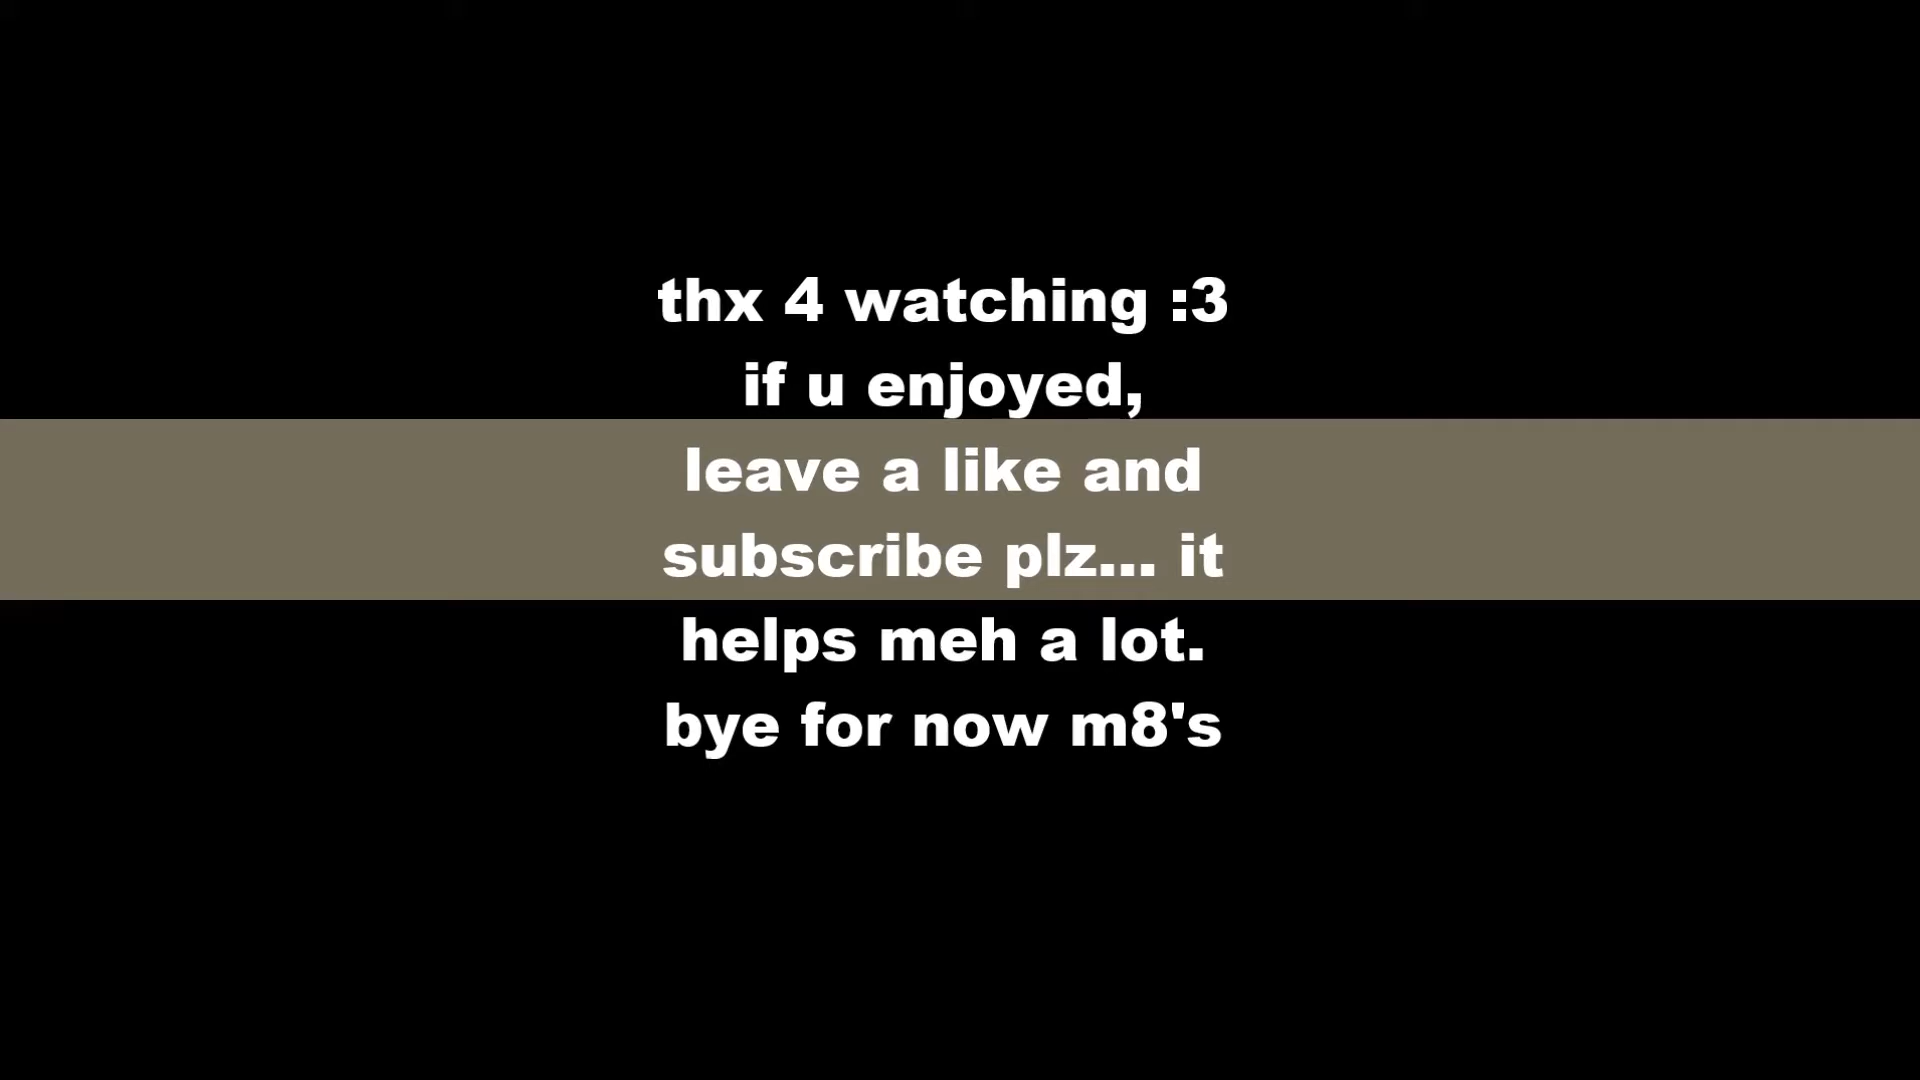 thx 4 watching :3
if u enjoyed,
leave a like and
subscribe plz... it
helps meh a lot.
bye for now m8's